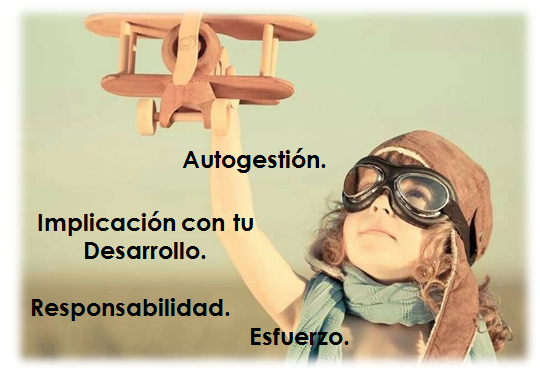 Autogestión.
Implicación con tu
Desarrollo.
Responsabilidad.
Esfuerzo.